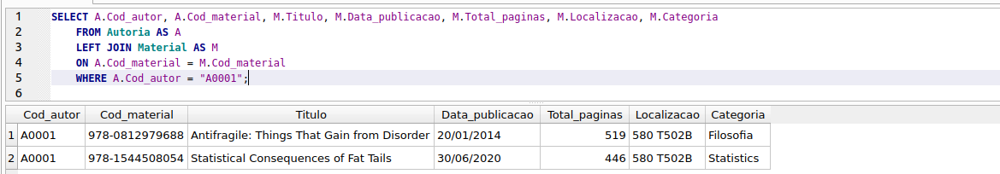 1 SELECT A.Cod_autor, A.Cod_material, M.Titulo, M.Data_publicacao, M.Total_paginas, M.Localizacao, M.Categoria
2 FROM Autoria AS A
3 LEFT JOIN Material AS M
4 ON A.Cod_material = M.Cod_material
5 WHERE A.Cod_autor = "A0001";
6
Cod_autor Cod_material Titulo Data_publicacao Total_paginas Localizacao Categoria
1 A0001 978-0812979688 Antifragile: Things That Gain from Disorder 20/01/2014 519 580 T502B Filosofia
2 A0001 978-1544508054 Statistical Consequences of Fat Tails 30/06/2020 446 580 T502B Statistics